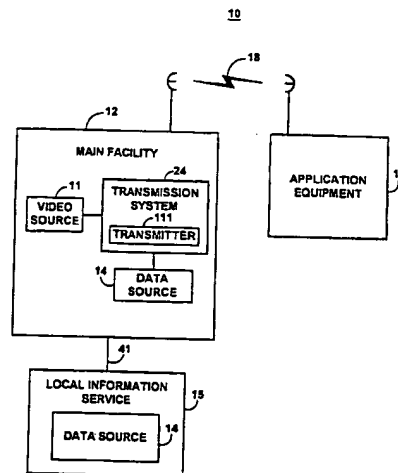 10
18
12
MAIN FACILITY
24
11
TRANSMISSION
SYSTEM
VIDEO
SOURCE
111
TRANSMITTER
APPLICATION
EQUIPMENT
14
DATA
SOURCE
41
LOCAL INFORMATION
SERVICE
15
DATA SOURCE
14